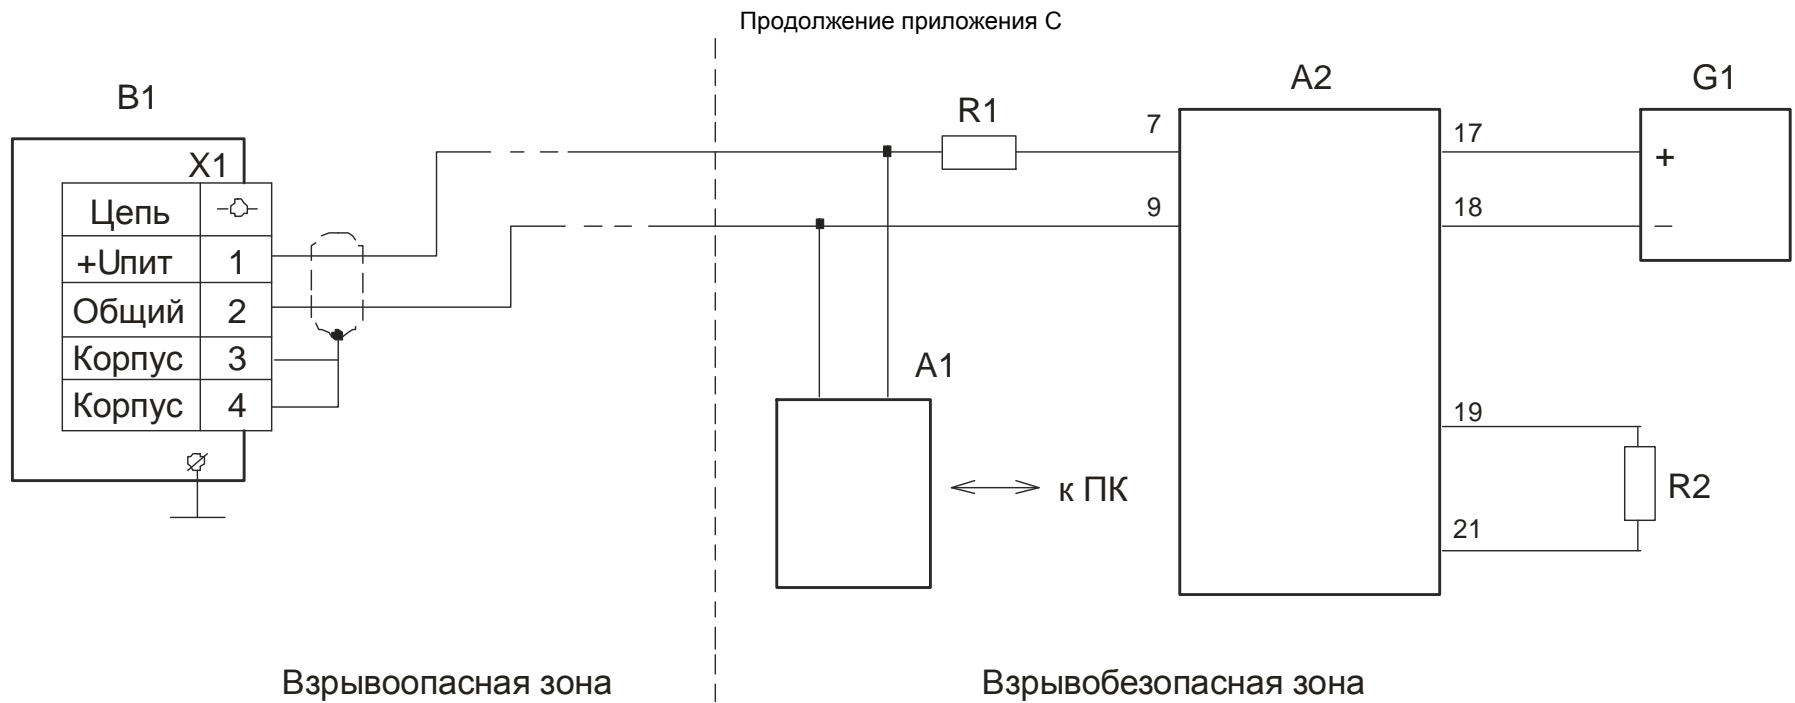 Продолжение приложения С
B1
X1
Цепь
+Uпит 1
Общий 2
Корпус 3
Корпус 4
R1
7
9
A2
17
18
19
21
G1
+
–
A1
к ПК
R2
Взрывоопасная зона
Взрывобезопасная зона